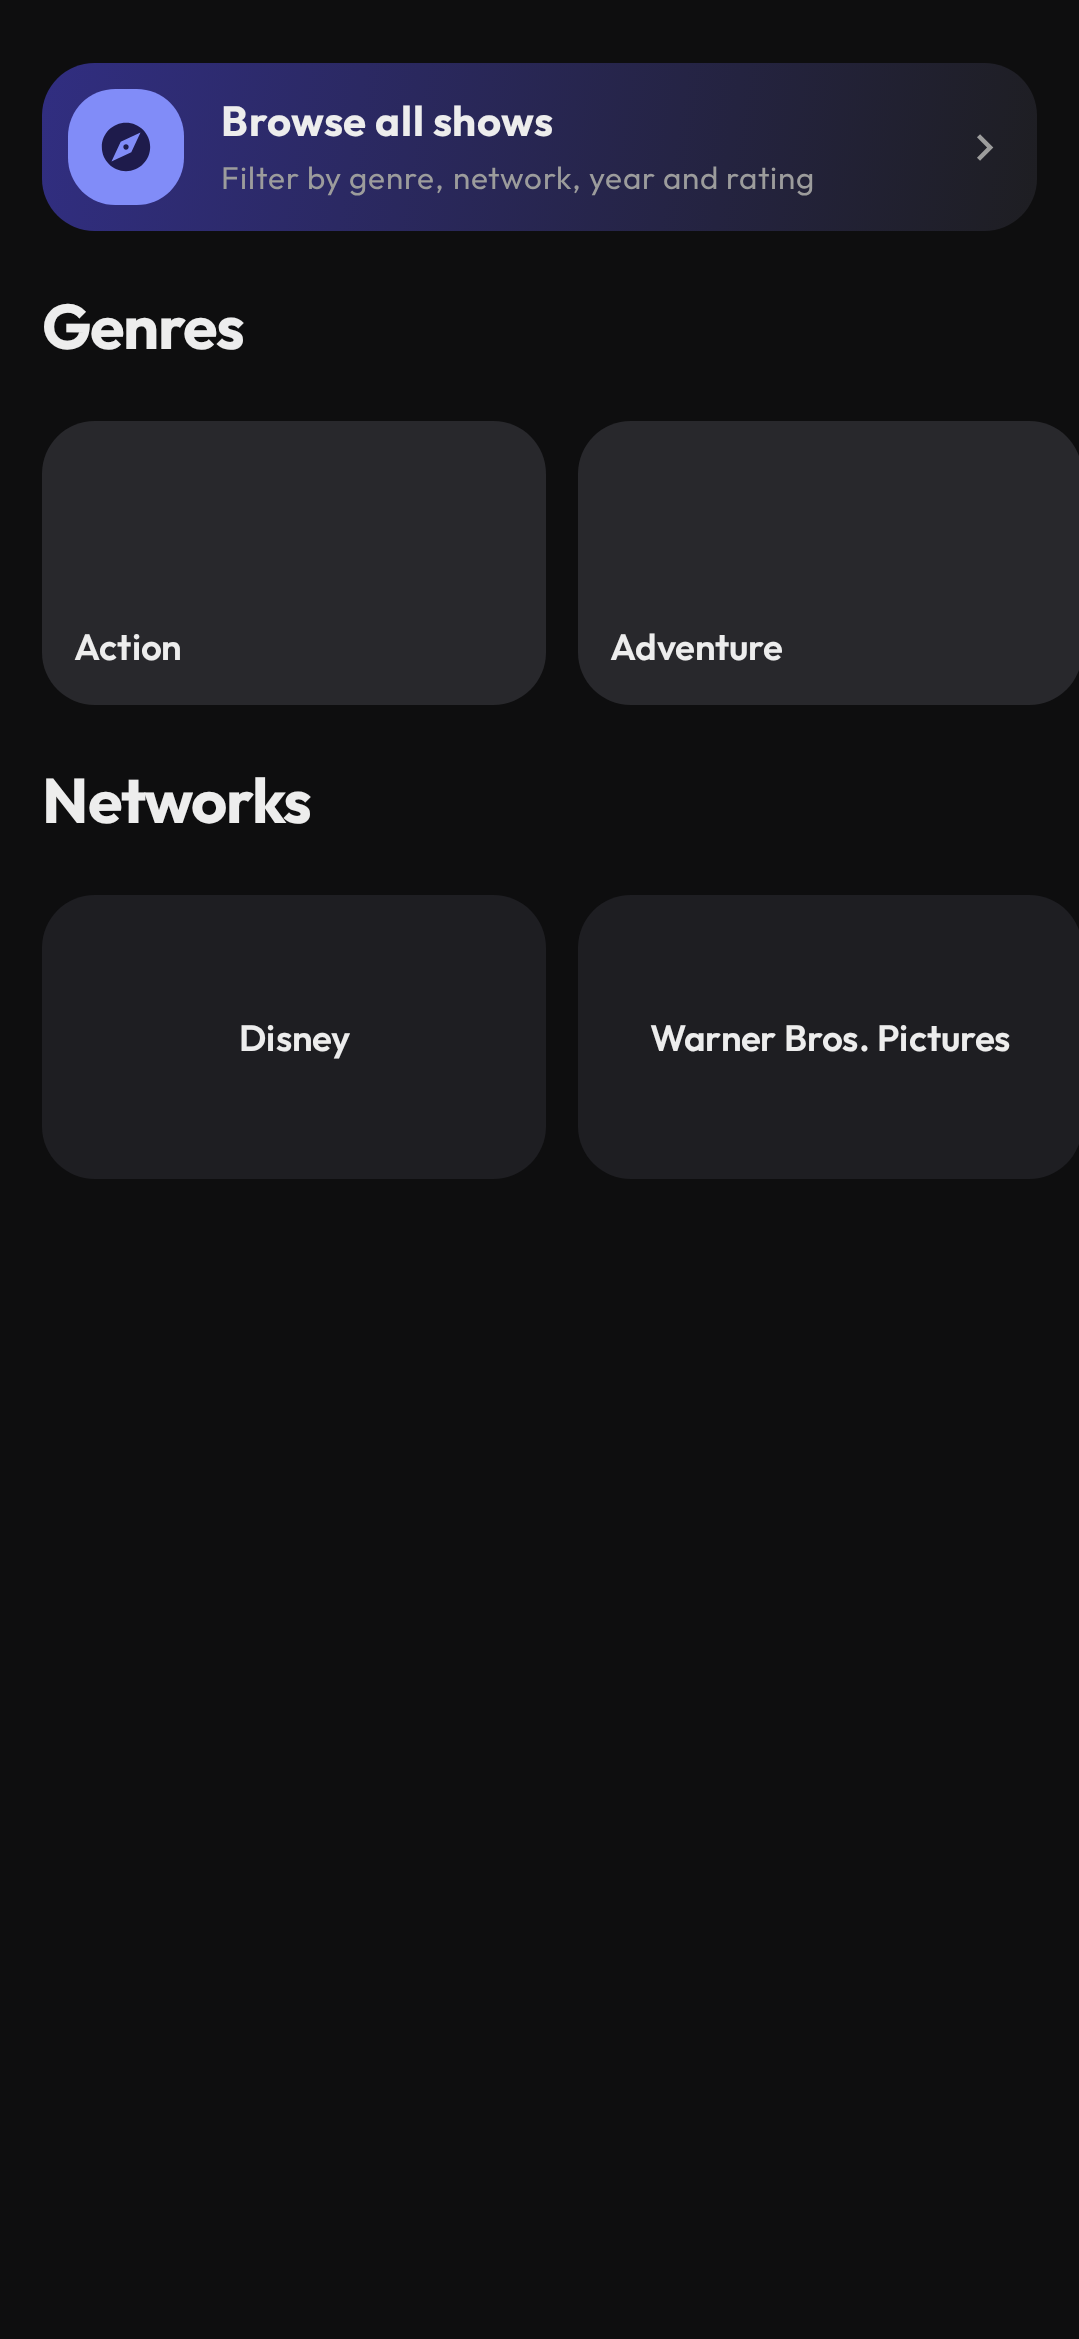 Browse all shows
Filter by genre, network, year and rating
Genres
Action
Adventure
Networks
Disney
Warner Bros. Pictures